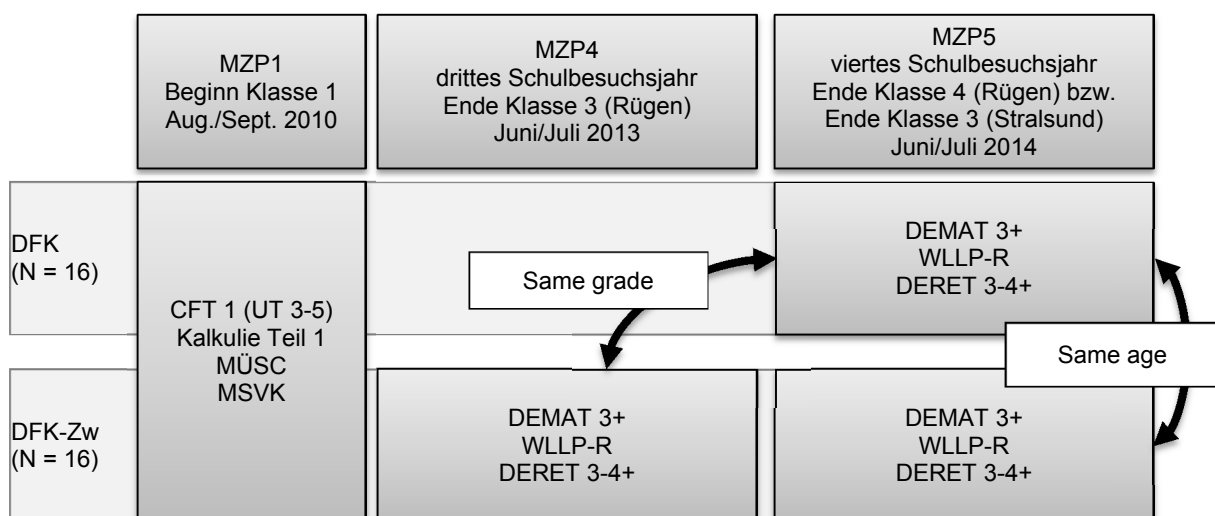 MZP1
Beginn Klasse 1
Aug./Sept. 2010
MZP4
drittes Schulbesuchsjahr
Ende Klasse 3 (Rügen)
Juni/Juli 2013
MZP5
viertes Schulbesuchsjahr
Ende Klasse 4 (Rügen) bzw.
Ende Klasse 3 (Stralsund)
Juni/Juli 2014
DFK
(N = 16)
CFT 1 (UT 3-5)
Kalkulie Teil 1
MÜSC
MSVK
Same grade
DEMAT 3+
WLLP-R
DERET 3-4+
Same age
DFK-Zw
(N = 16)
DEMAT 3+
WLLP-R
DERET 3-4+
DEMAT 3+
WLLP-R
DERET 3-4+